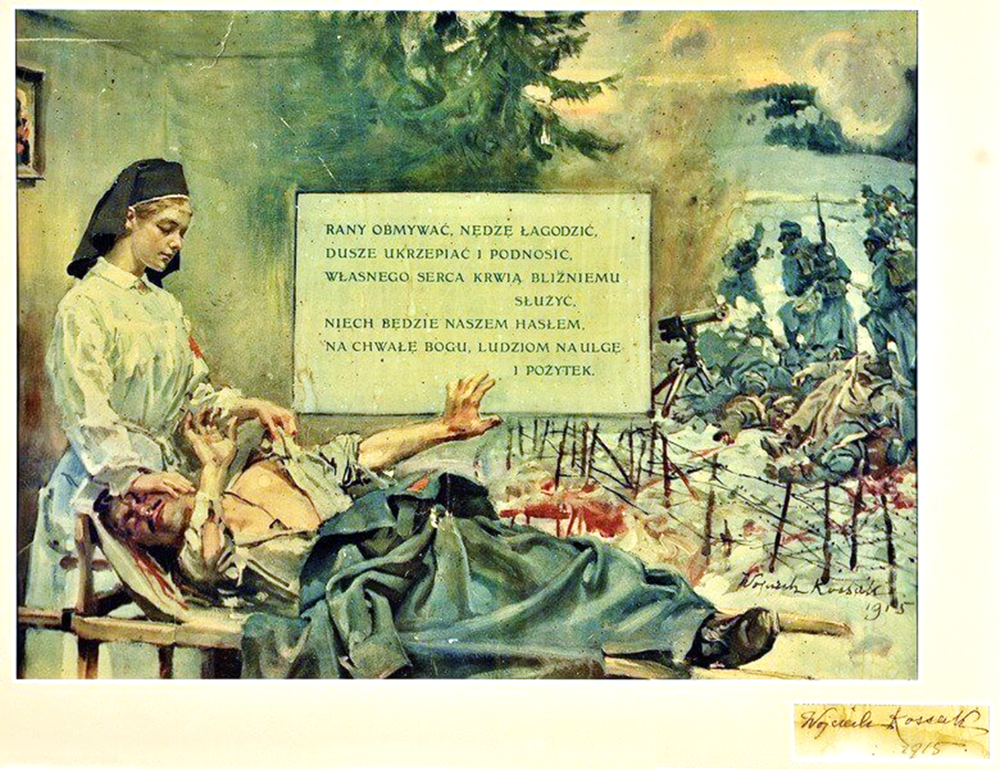 RANY OBMYWAĆ, NĘDZĘ ŁAGODZIĆ,
DUSZE UKRZEPIAĆ I PODNOSIĆ,
WŁASNEGO SERCA KRWIĄ BLIŹNIEMU
SŁUŻYĆ,
NIECH BĘDZIE NASZEM HASŁEM,
NA CHWAŁĘ BOGU, LUDZIOM NA ULGĘ
I POŻYTEK.
Wojciech Kossak
1915
Wojciech Kossak
1915